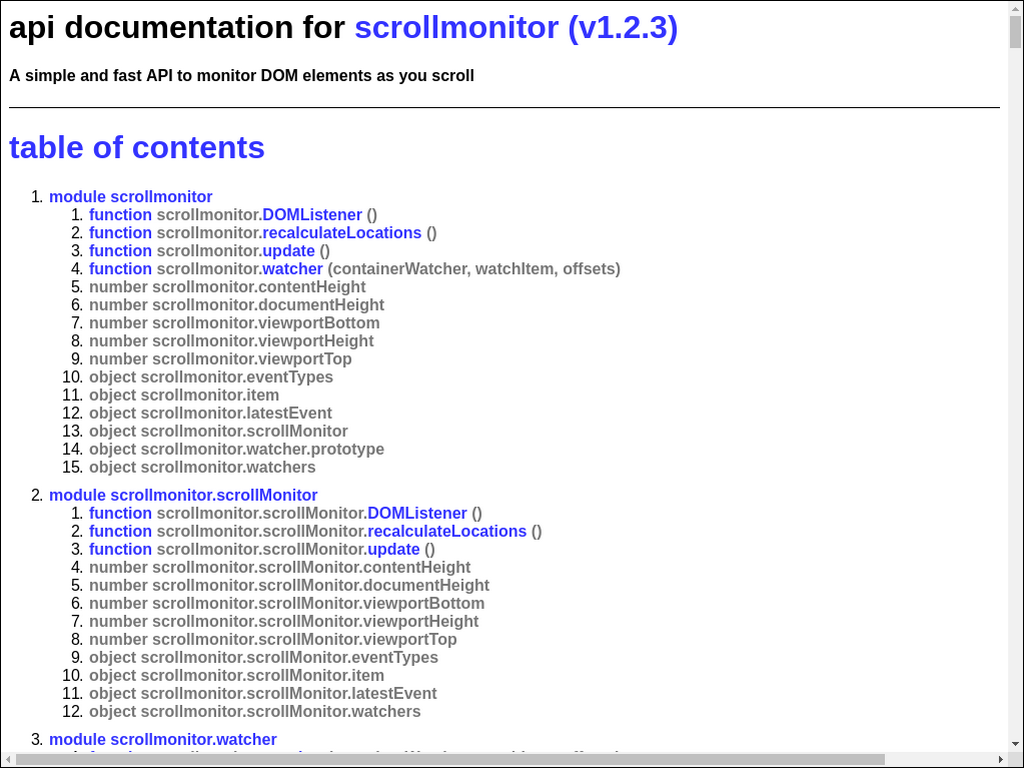 api documentation for scrollmonitor (v1.2.3)
A simple and fast API to monitor DOM elements as you scroll
table of contents
1. module scrollmonitor
1. function scrollmonitor.DOMListener ()
2. function scrollmonitor.recalculateLocations ()
3. function scrollmonitor.update ()
4. function scrollmonitor.watcher (containerWatcher, watchItem, offsets)
5. number scrollmonitor.contentHeight
6. number scrollmonitor.documentHeight
7. number scrollmonitor.viewportBottom
8. number scrollmonitor.viewportHeight
9. number scrollmonitor.viewportTop
10. object scrollmonitor.eventTypes
11. object scrollmonitor.item
12. object scrollmonitor.latestEvent
13. object scrollmonitor.scrollMonitor
14. object scrollmonitor.watcher.prototype
15. object scrollmonitor.watchers
2. module scrollmonitor.scrollMonitor
1. function scrollmonitor.scrollMonitor.DOMListener ()
2. function scrollmonitor.scrollMonitor.recalculateLocations ()
3. function scrollmonitor.scrollMonitor.update ()
4. number scrollmonitor.scrollMonitor.contentHeight
5. number scrollmonitor.scrollMonitor.documentHeight
6. number scrollmonitor.scrollMonitor.viewportBottom
7. number scrollmonitor.scrollMonitor.viewportHeight
8. number scrollmonitor.scrollMonitor.viewportTop
9. object scrollmonitor.scrollMonitor.eventTypes
10. object scrollmonitor.scrollMonitor.item
11. object scrollmonitor.scrollMonitor.latestEvent
12. object scrollmonitor.scrollMonitor.watchers
3. module scrollmonitor.watcher